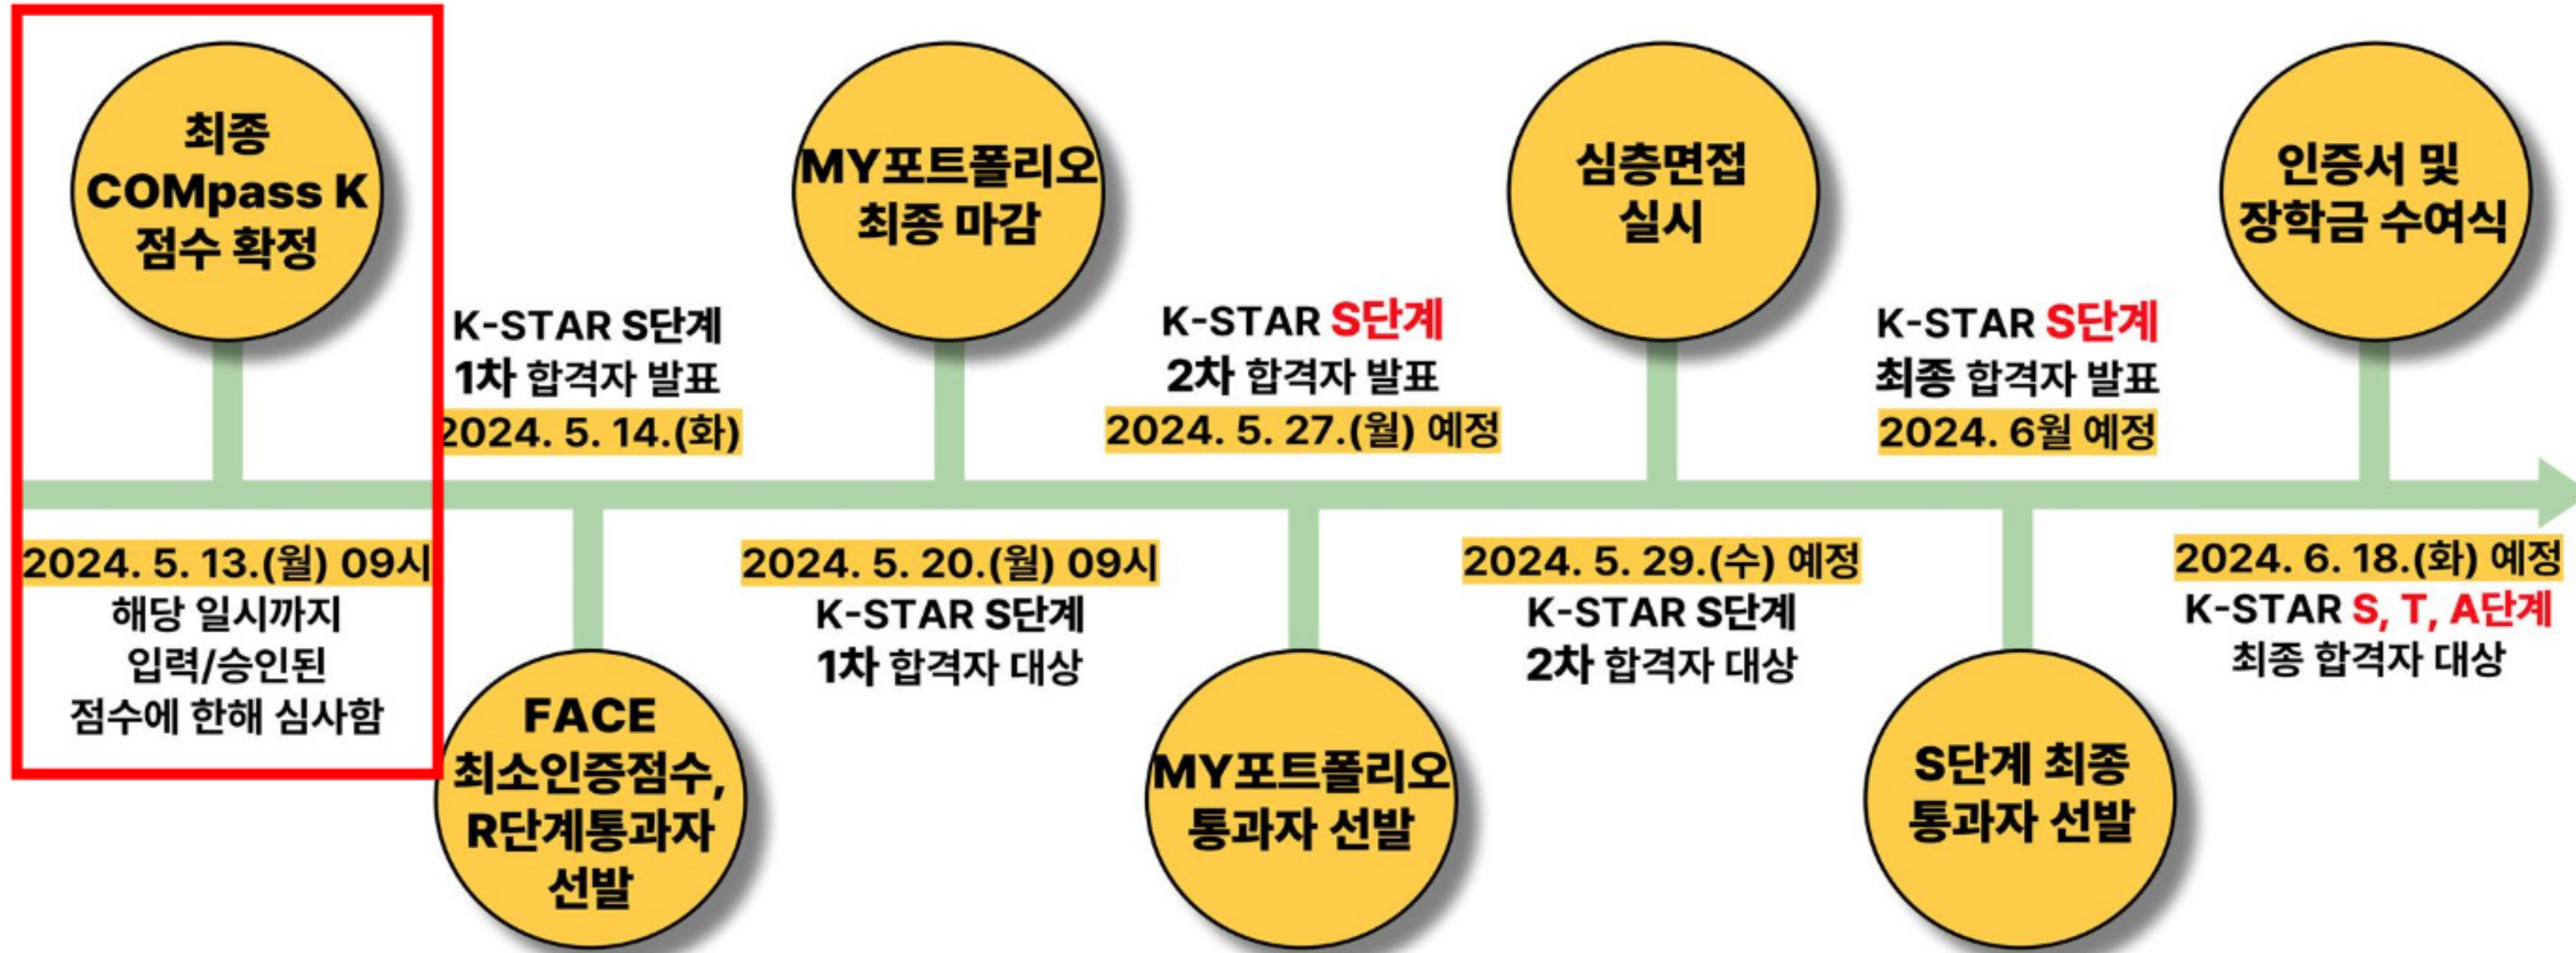 최종
COMpass K
점수 확정
2024. 5. 13.(월) 09시
해당 일시까지
입력/승인된
점수에 한해 심사함
K-STAR S단계
1차 합격자 발표
2024. 5. 14.(화)
FACE
최소인증점수,
R단계통과자
선발
MY포트폴리오
최종 마감
2024. 5. 20.(월) 09시
K-STAR S단계
1차 합격자 대상
K-STAR S단계
2차 합격자 발표
2024. 5. 27.(월) 예정
MY포트폴리오
통과자 선발
심층면접
실시
2024. 5. 29.(수) 예정
K-STAR S단계
2차 합격자 대상
K-STAR S단계
최종 합격자 발표
2024. 6월 예정
S단계 최종
통과자 선발
인증서 및
장학금 수여식
2024. 6. 18.(화) 예정
K-STAR S, T, A단계
최종 합격자 대상